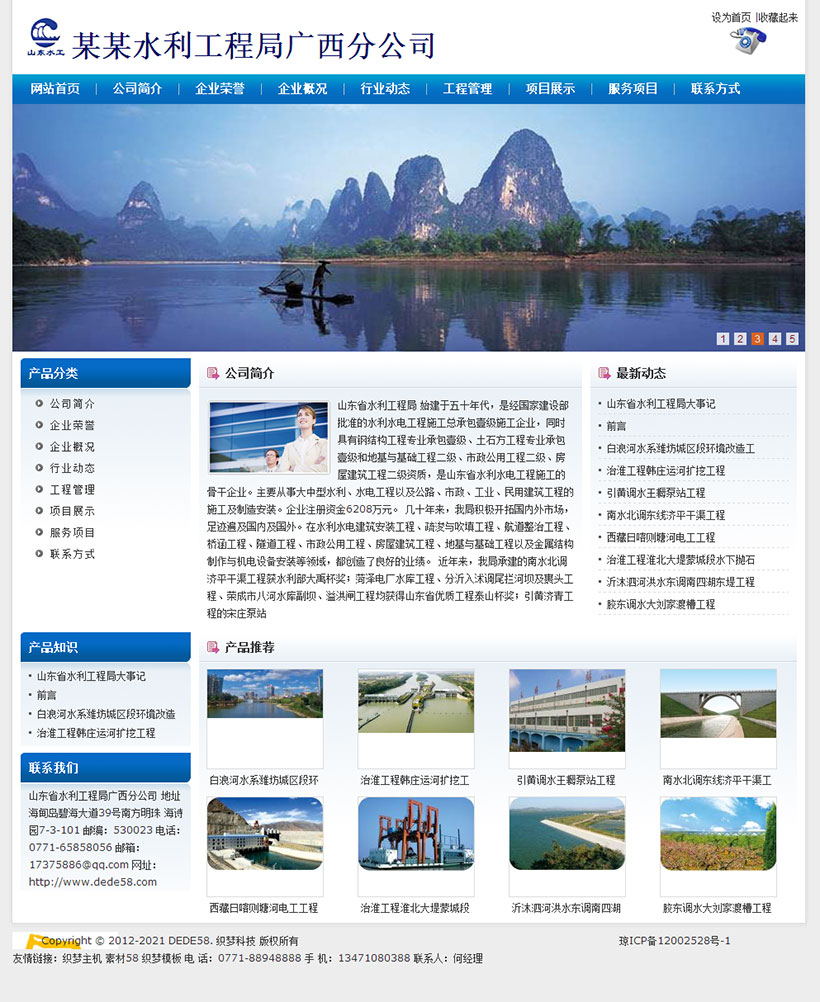 设为首页 |收藏起来
山东水工
某某水利工程局广西分公司
网站首页 | 公司简介 | 企业荣誉 | 企业概况 | 行业动态 | 工程管理 | 项目展示 | 服务项目 | 联系方式
1 2 3 4 5
产品分类
公司简介
企业荣誉
企业概况
行业动态
工程管理
项目展示
服务项目
联系方式
公司简介
山东省水利工程局 始建于五十年代，是经国家建设部
批准的水利水电工程施工总承包壹级施工企业，同时
具有钢结构工程专业承包壹级、土石方工程专业承包
壹级和地基与基础工程二级、市政公用工程二级、房
屋建筑工程二级资质，是山东省水利水电工程施工的
骨干企业。主要从事大中型水利、水电工程以及公路、市政、工业、民用建筑工程的
施工及制造安装。企业注册资金6208万元。 几十年来，我局积极开拓国内外市场，
足迹遍及国内及国外。在水利水电建筑安装工程、疏浚与吹填工程、航道整治工程、
桥涵工程、隧道工程、市政公用工程、房屋建筑工程、地基与基础工程以及金属结构
制作与机电设备安装等领域，都创造了良好的业绩。 近年来，我局承建的南水北调
济平干渠工程获水利部大禹杯奖；菏泽电厂水库工程、分沂入沭调尾拦河坝及裹头工
程、荣成市八河水库副坝、溢洪闸工程均获得山东省优质工程泰山杯奖；引黄济青工
程的宋庄泵站
最新动态
山东省水利工程局大事记
前言
白浪河水系潍坊城区段环境改造工
治淮工程韩庄运河扩挖工程
引黄调水王耨泵站工程
南水北调东线济平干渠工程
西藏日喀则塘河电工工程
治淮工程淮北大堤蒙城段水下抛石
沂沭泗河洪水东调南四湖东堤工程
胶东调水大刘家渡槽工程
产品知识
山东省水利工程局大事记
前言
白浪河水系潍坊城区段环境改造
治淮工程韩庄运河扩挖工程
联系我们
山东省水利工程局广西分公司 地址
海甸岛碧海大道39号南方明珠 海诗
园7-3-101 邮编：530023 电话：
0771-65858056 邮箱：
17375886@qq.com 网址：
http://www.dede58.com
产品推荐
白浪河水系潍坊城区段环
治淮工程韩庄运河扩挖工
引黄调水王耨泵站工程
南水北调东线济平干渠工
西藏日喀则塘河电工工程
治淮工程淮北大堤蒙城段
沂沭泗河洪水东调南四湖
胶东调水大刘家渡槽工程
Copyright © 2012-2021 DEDE58. 织梦科技 版权所有
琼ICP备12002528号-1
友情链接：织梦主机 素材58 织梦模板 电 话：0771-88948888 手 机：13471080388 联系人：何经理